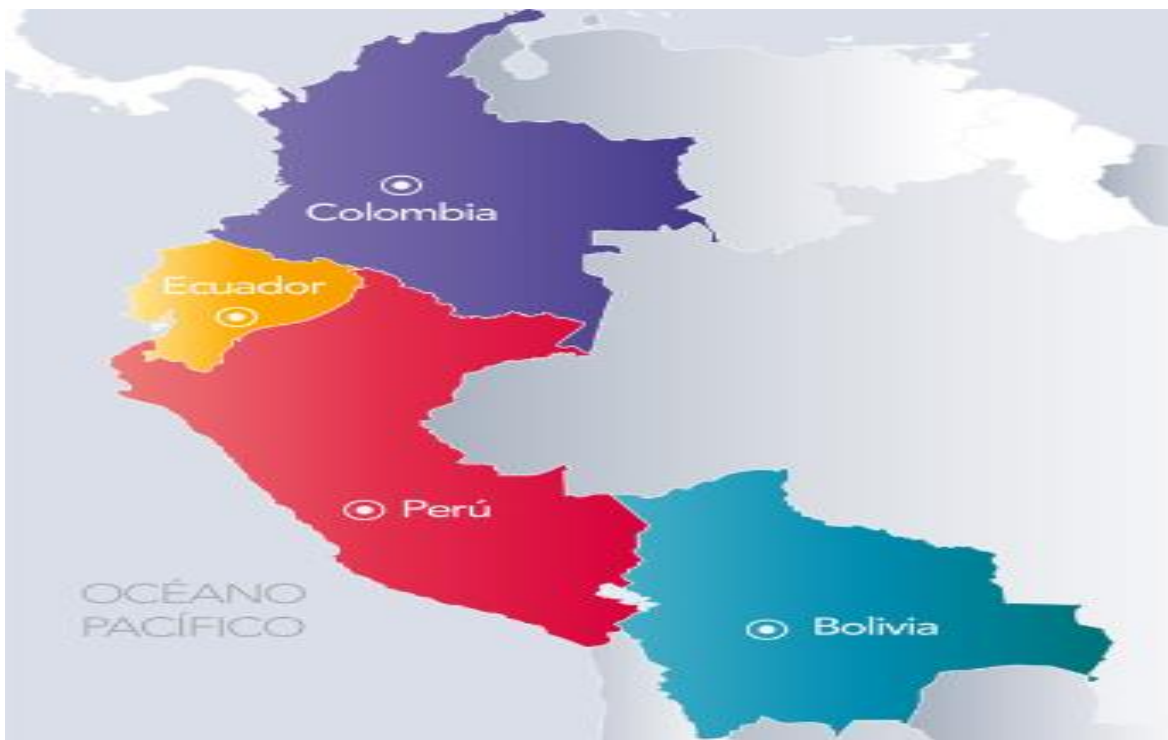 Colombia
Ecuador
Perú
OCÉANO
PACÍFICO
Bolivia